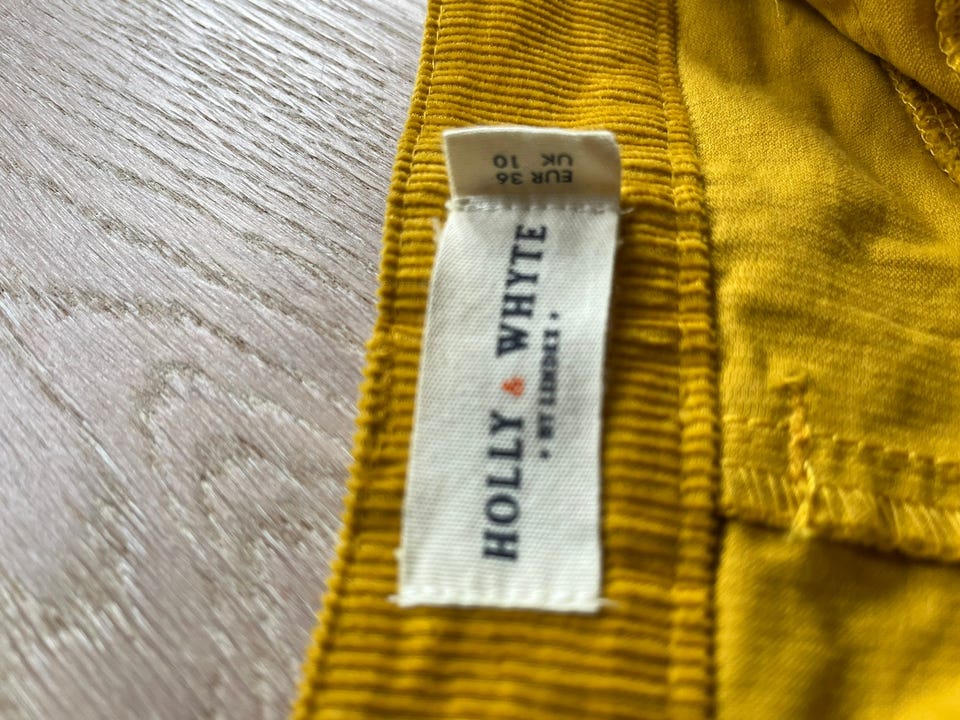 HOLLY & WHYTE
• BY LINDEX •
EUR 36
UK 10